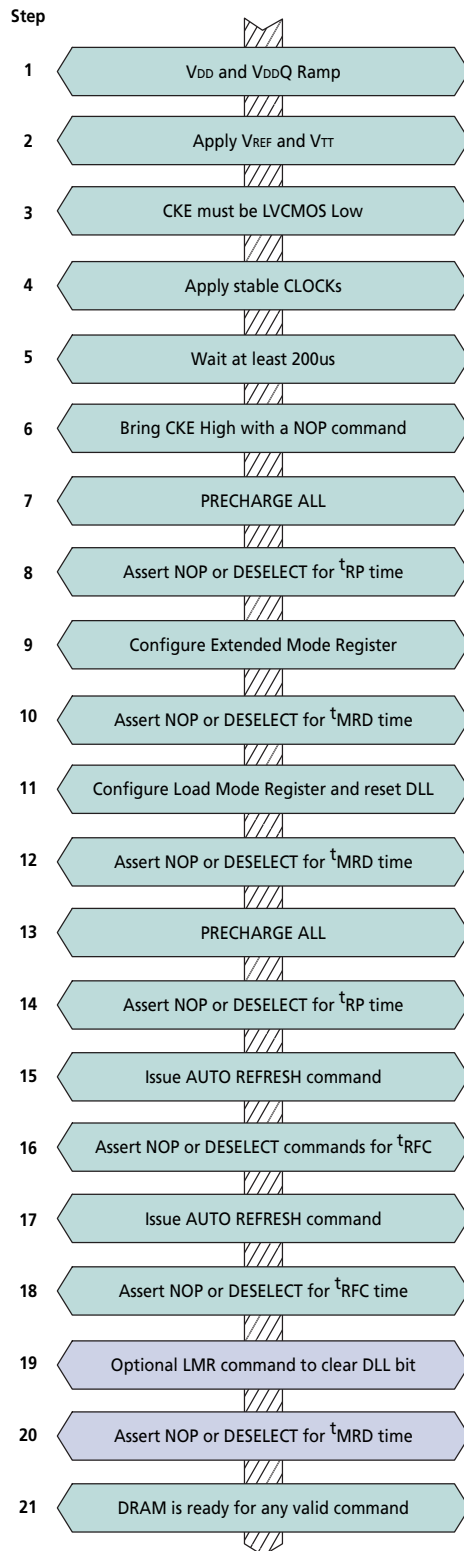 Step
1 VDD and VDDQ Ramp
2 Apply VREF and VTT
3 CKE must be LVCMOS Low
4 Apply stable CLOCKs
5 Wait at least 200us
6 Bring CKE High with a NOP command
7 PRECHARGE ALL
8 Assert NOP or DESELECT for tRP time
9 Configure Extended Mode Register
10 Assert NOP or DESELECT for tMRD time
11 Configure Load Mode Register and reset DLL
12 Assert NOP or DESELECT for tMRD time
13 PRECHARGE ALL
14 Assert NOP or DESELECT for tRP time
15 Issue AUTO REFRESH command
16 Assert NOP or DESELECT commands for tRFC
17 Issue AUTO REFRESH command
18 Assert NOP or DESELECT for tRFC time
19 Optional LMR command to clear DLL bit
20 Assert NOP or DESELECT for tMRD time
21 DRAM is ready for any valid command